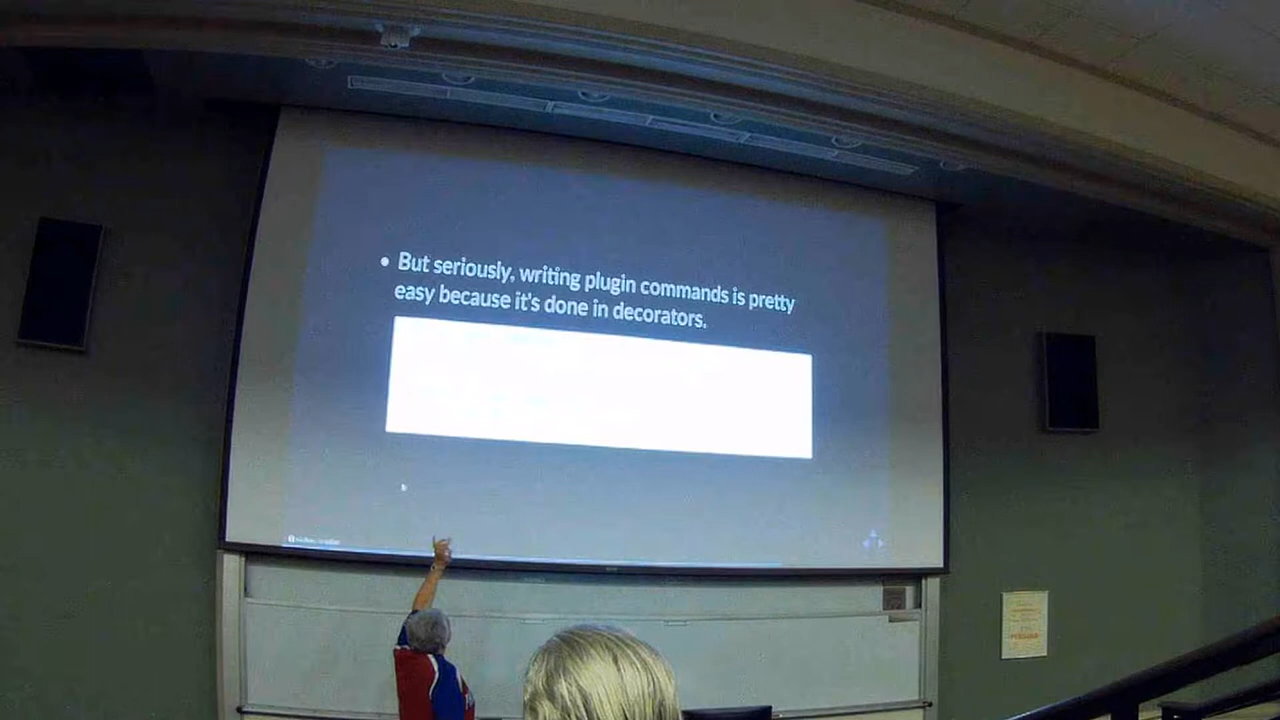 • But seriously, writing plugin commands is pretty
easy because it's done in decorators.